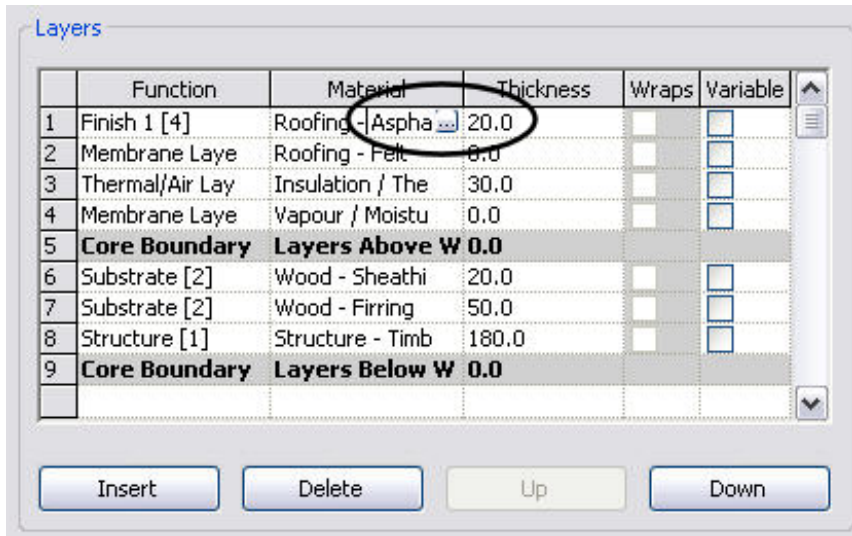 Layers
Function Material Thickness Wraps Variable
1 Finish 1 [4] Roofing - Aspha ... 20.0
2 Membrane Laye Roofing - Felt 0.0
3 Thermal/Air Lay Insulation / The 30.0
4 Membrane Laye Vapour / Moistu 0.0
5 Core Boundary Layers Above W 0.0
6 Substrate [2] Wood - Sheathi 20.0
7 Substrate [2] Wood - Firring 50.0
8 Structure [1] Structure - Timb 180.0
9 Core Boundary Layers Below W 0.0
Insert Delete Up Down